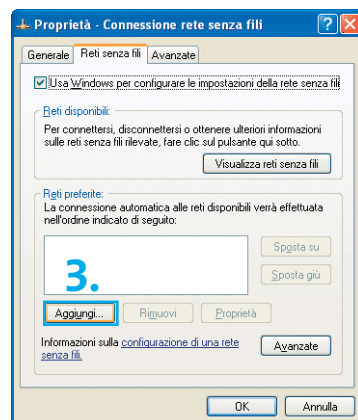 Proprietà - Connessione rete senza fili
Generale
Reti senza fili
Avanzate
Usa Windows per configurare le impostazioni della rete senza fili
Reti disponibili:
Per connettersi, disconnettersi o ottenere ulteriori informazioni
sulle reti senza fili rilevate, fare clic sul pulsante qui sotto.
Visualizza reti senza fili
Reti preferite:
La connessione automatica alle reti disponibili verrà effettuata
nell'ordine indicato di seguito:
Sposta su
3.
Sposta giù
Aggiungi...
Rimuovi
Proprietà
Informazioni sulla configurazione di una rete
senza fili.
Avanzate
OK
Annulla